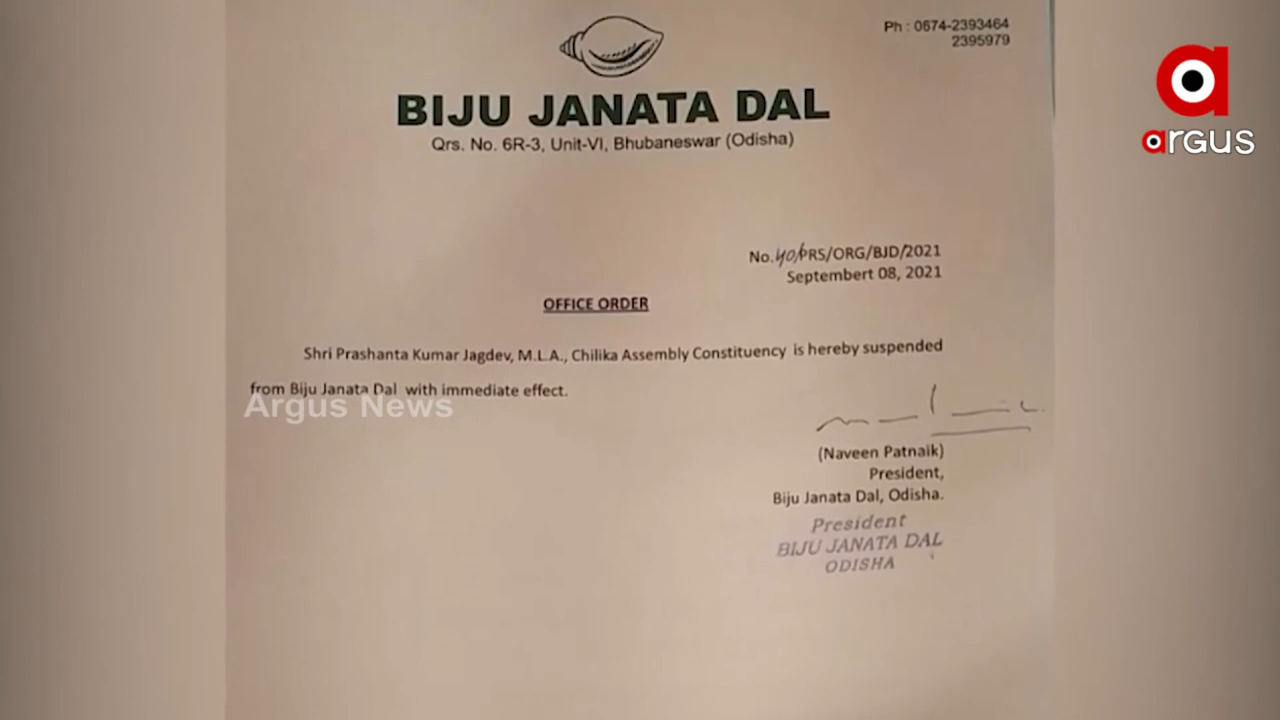 Ph : 0674-2393464
2395979
BIJU JANATA DAL
Qrs. No. 6R-3, Unit-VI, Bhubaneswar (Odisha)
No.40/PRS/ORG/BJD/2021
Septembert 08, 2021
OFFICE ORDER
Shri Prashanta Kumar Jagdev, M.L.A., Chilika Assembly Constituency is hereby suspended
from Biju Janata Dal with immediate effect.
(Naveen Patnaik)
President,
Biju Janata Dal, Odisha.
President
BIJU JANATA DAL
ODISHA
Argus News
a
argus